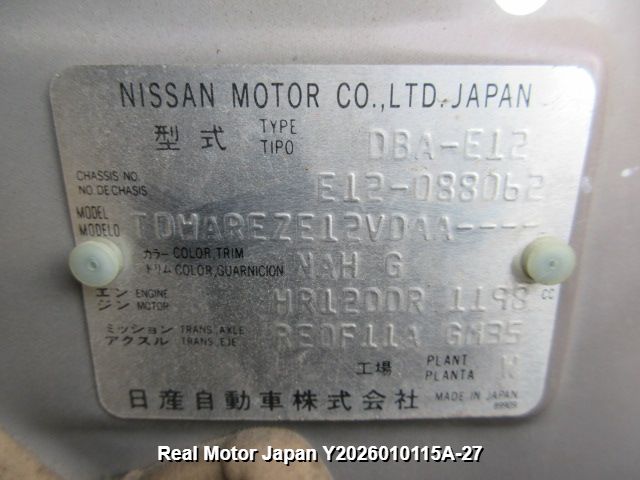 NISSAN MOTOR CO.,LTD. JAPAN
型式 TYPE TIPO DBA-E12
CHASSIS NO. NO DE CHASIS E12-088062
MODEL MODELO TDMAREZE12VDAA----
カラー COLOR,TRIM トリム COLOR,GUARNICION NAH G
エンジン ENGINE MOTOR HR12DDR 1198 cc
ミッション アクスル TRANS,AXLE TRANS,EJE RE0F11A GM35
工場 PLANT PLANTA
日産自動車株式会社 MADE IN JAPAN
Real Motor Japan Y2026010115A-27